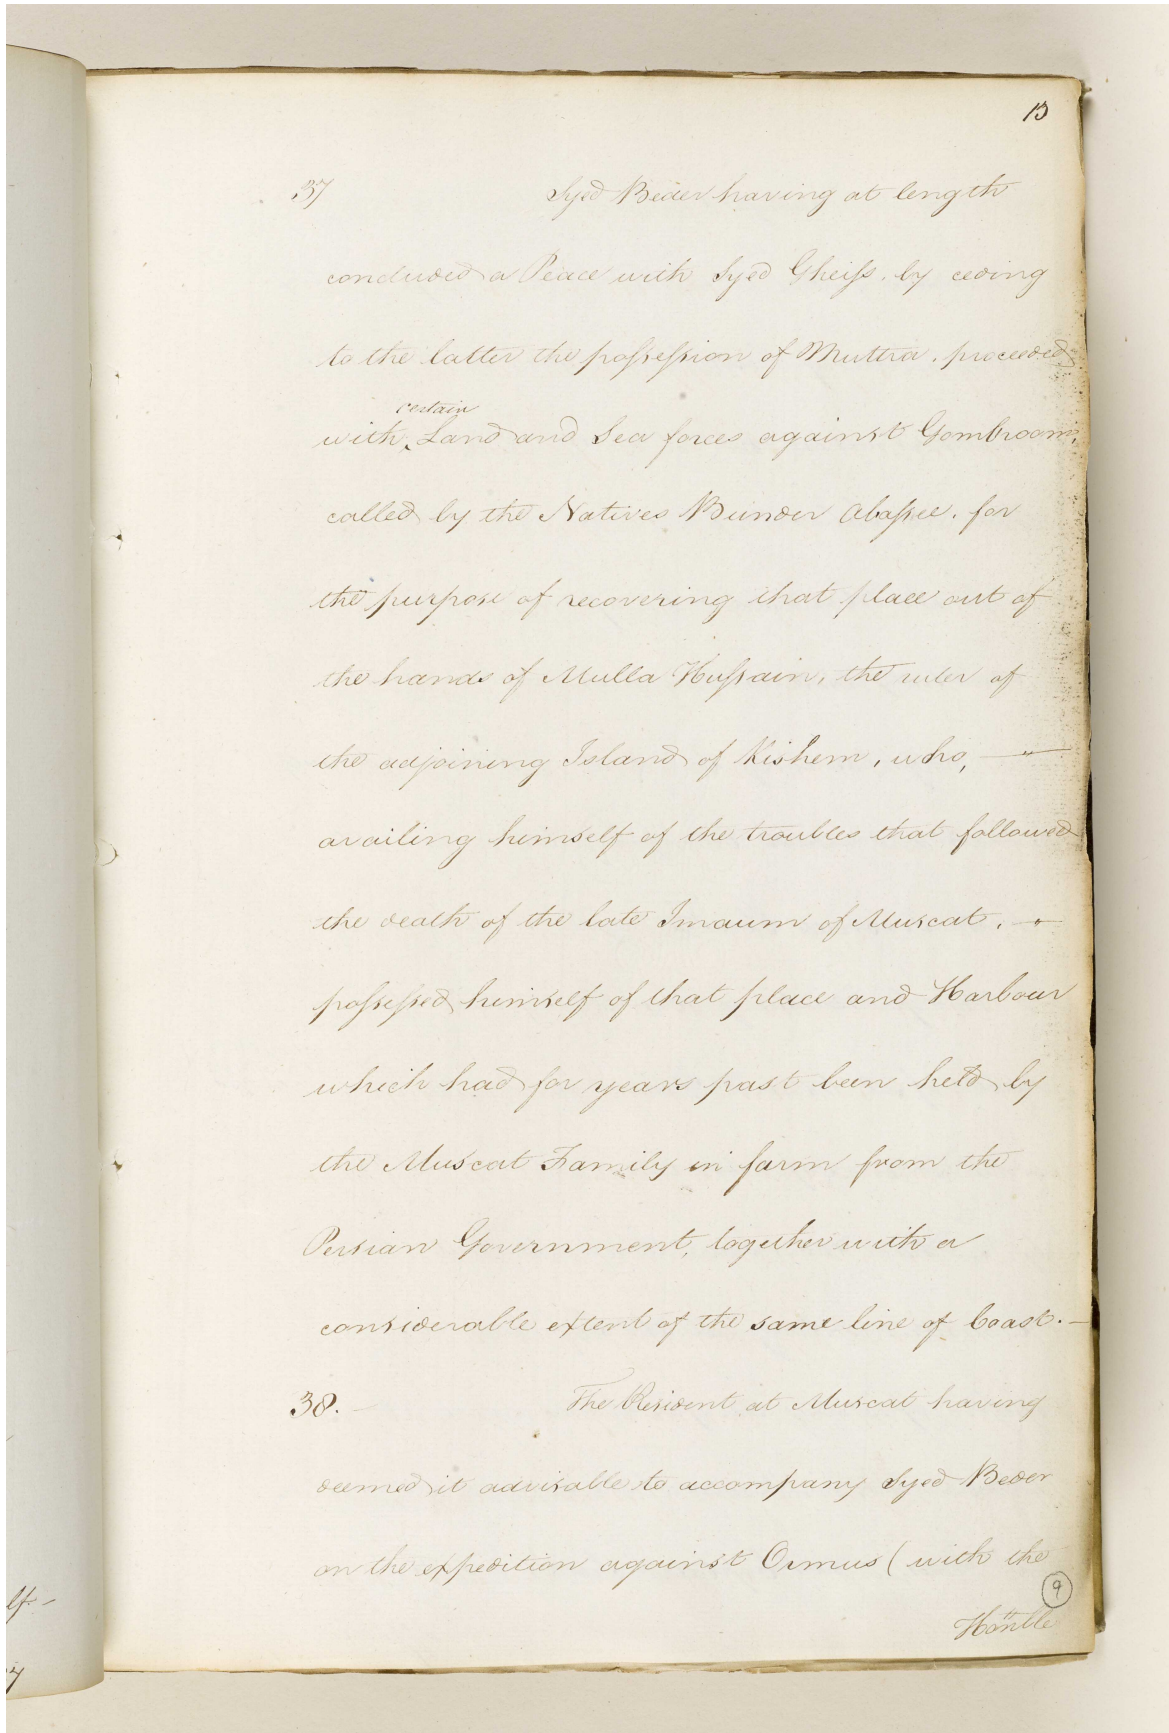 13
37 Syed Beder having at length
concluded a Peace with Syed Gheiss. by ceding
to the latter the possession of Muttra. proceeded
certain
with Land and Sea forces against Gombroom,
called by the Natives Bunder Abassee. for
the purpose of recovering that place out of
the hands of Mulla Hussain, the ruler of
the adjoining Island of Kishem, who, —
availing himself of the troubles that followed
the death of the late Imaum of Muscat. —
possessed himself of that place and Harbour
which had for years past been held by
the Muscat Family in farm from the
Persian Government, together with a
considerable extent of the same line of Coast. —
38. — The Resident at Muscat having
deemed it advisable to accompany Syed Beder
on the expedition against Ormus (with the
9
Hon'ble
lf-
7